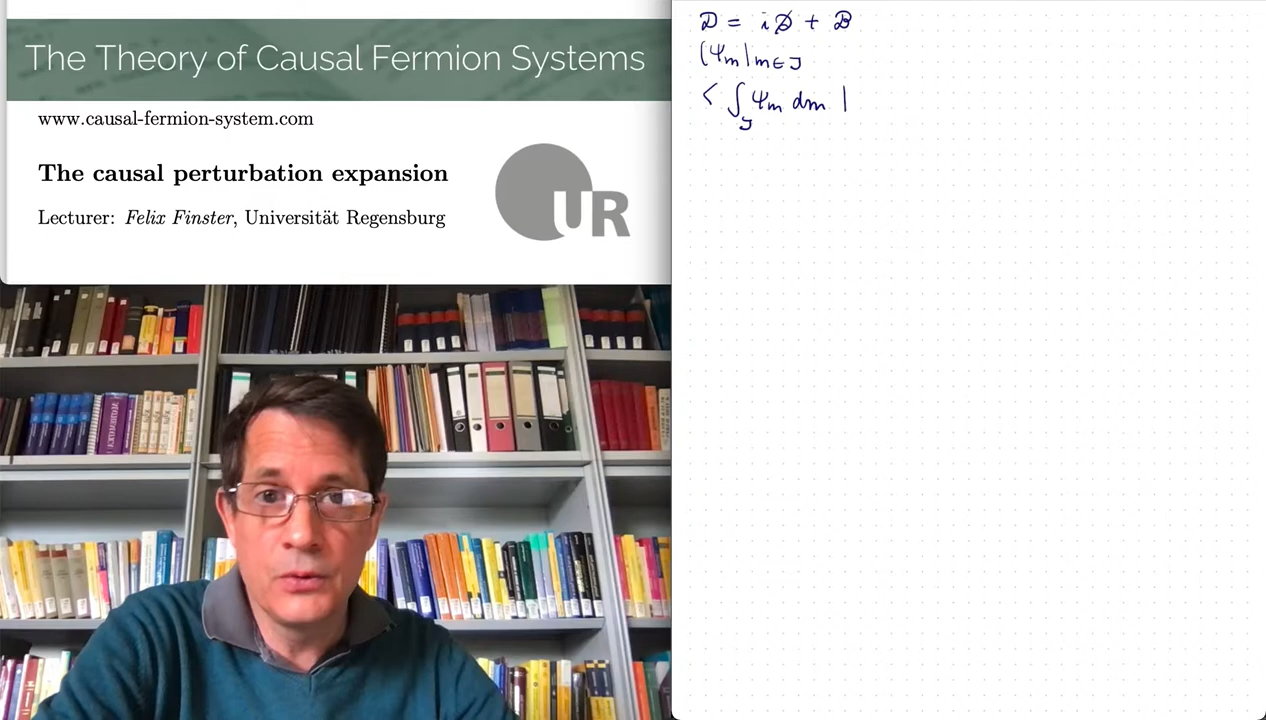 The Theory of Causal Fermion Systems
www.causal-fermion-system.com
The causal perturbation expansion
Lecturer: Felix Finster, Universität Regensburg
UR
𝒟 = i∂̸ + ℬ
(ψₘ)ₘ∈J
< ∫_J ψₘ dm |